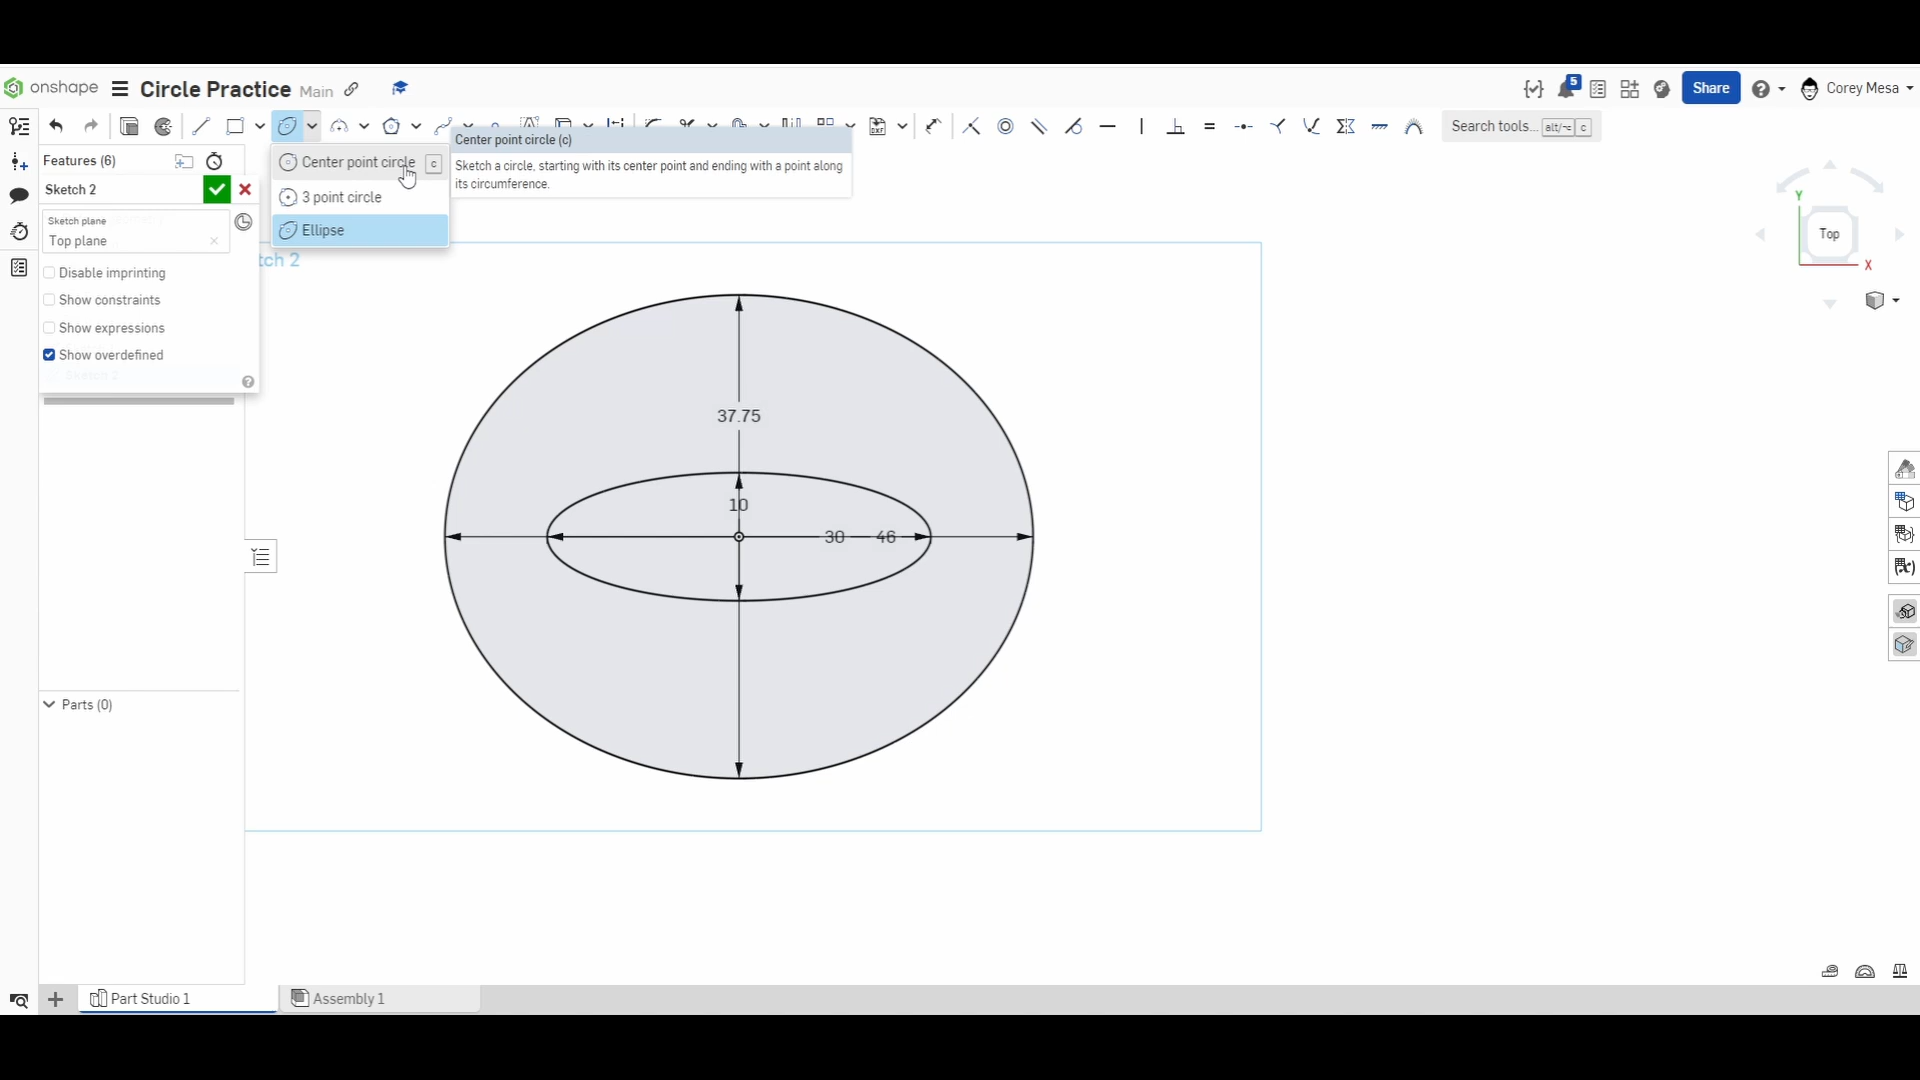 onshape
Circle Practice Main
5
Share
Corey Mesa
Search tools... alt/⌥ c
Center point circle (c)
Sketch a circle, starting with its center point and ending with a point along
its circumference.
Features (6)
Center point circle c
Sketch 2
3 point circle
Sketch plane
Top plane
Ellipse
tch 2
Disable imprinting
Show constraints
Show expressions
Show overdefined
Sketch 2
Y
Top
X
37.75
10
30 46
(x)
Parts (0)
Part Studio 1
Assembly 1